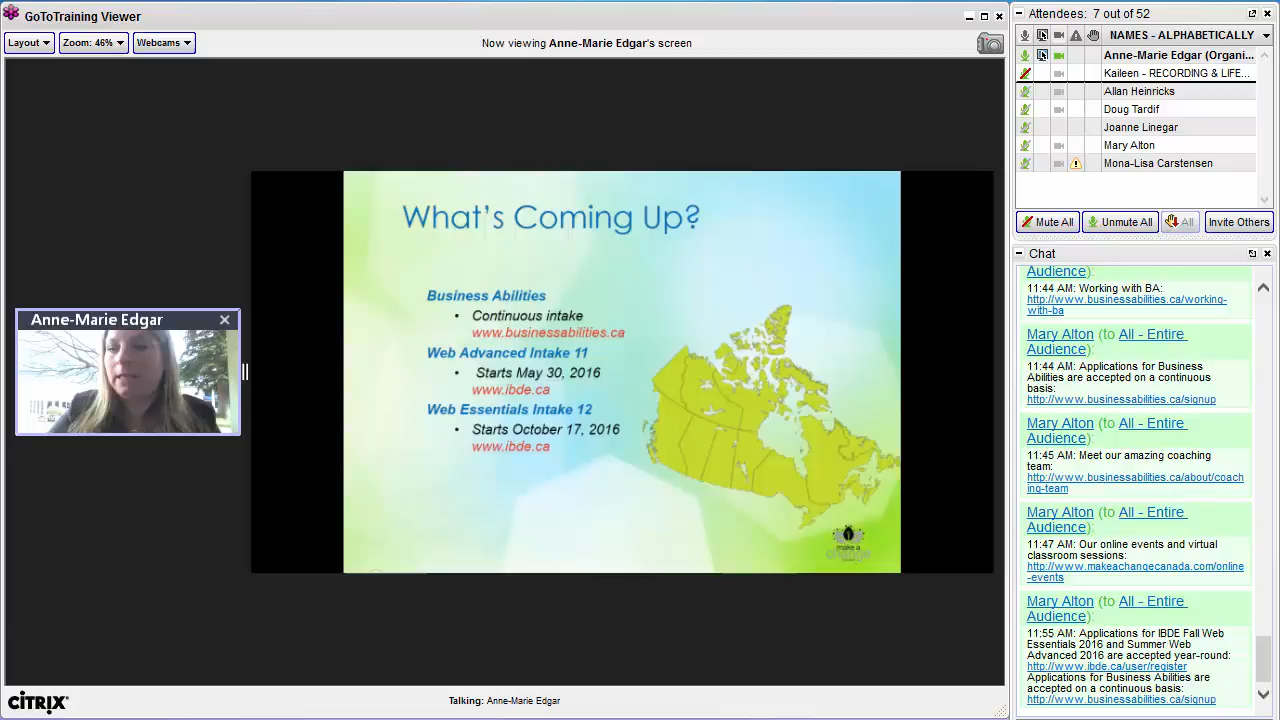 GoToTraining Viewer
Layout
Zoom: 46%
Webcams
Now viewing Anne-Marie Edgar's screen
Anne-Marie Edgar
What's Coming Up?
Business Abilities
• Continuous intake
www.businessabilities.ca
Web Advanced Intake 11
• Starts May 30, 2016
www.ibde.ca
Web Essentials Intake 12
• Starts October 17, 2016
www.ibde.ca
make a
CITRIX®
Talking: Anne-Marie Edgar
Attendees: 7 out of 52
NAMES - ALPHABETICALLY
Anne-Marie Edgar (Organi...
Kaileen - RECORDING & LIFE...
Allan Heinricks
Doug Tardif
Joanne Linegar
Mary Alton
Mona-Lisa Carstensen
Mute All
Unmute All
All
Invite Others
Chat
Audience):
11:44 AM: Working with BA:
http://www.businessabilities.ca/working-
with-ba
Mary Alton (to All - Entire
Audience):
11:44 AM: Applications for Business
Abilities are accepted on a continuous
basis:
http://www.businessabilities.ca/signup
Mary Alton (to All - Entire
Audience):
11:45 AM: Meet our amazing coaching
team:
http://www.businessabilities.ca/about/coach
ing-team
Mary Alton (to All - Entire
Audience):
11:47 AM: Our online events and virtual
classroom sessions:
http://www.makeachangecanada.com/online
-events
Mary Alton (to All - Entire
Audience):
11:55 AM: Applications for IBDE Fall Web
Essentials 2016 and Summer Web
Advanced 2016 are accepted year-round:
http://www.ibde.ca/user/register
Applications for Business Abilities are
accepted on a continuous basis:
http://www.businessabilities.ca/signup